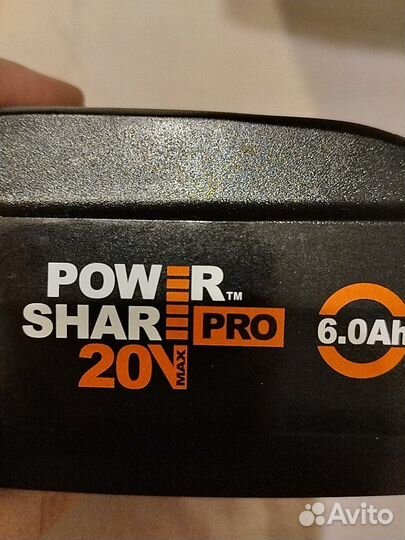 POWER™
SHARE PRO
20V MAX
6.0Ah
Avito